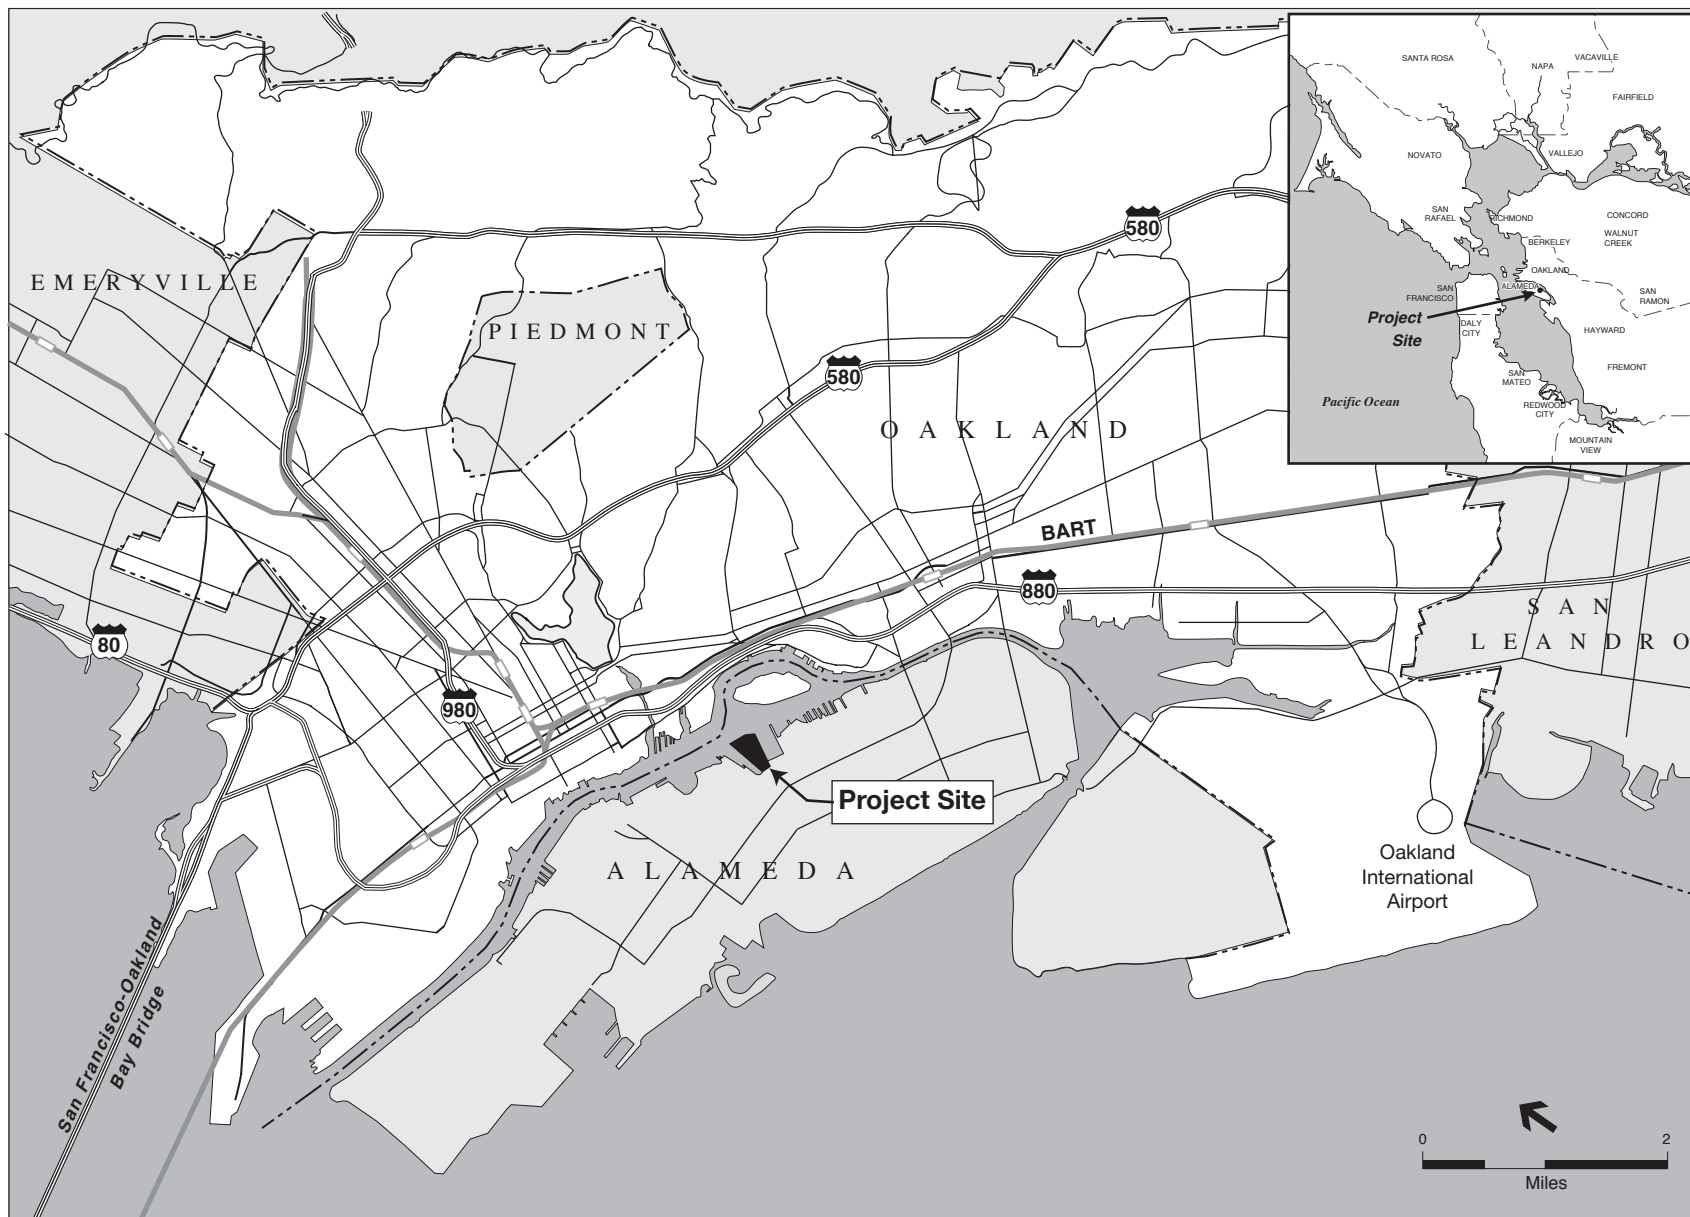 EMERYVILLE
PIEDMONT
OAKLAND
580
580
BART
880
80
980
SAN
LEANDRO
Project Site
ALAMEDA
Oakland
International
Airport
San Francisco-Oakland
Bay Bridge
0
2
Miles
SANTA ROSA
NAPA
VACAVILLE
FAIRFIELD
NOVATO
VALLEJO
SAN
RAFAEL
RICHMOND
CONCORD
WALNUT
CREEK
BERKELEY
OAKLAND
ALAMEDA
SAN
FRANCISCO
SAN
RAMON
Project
Site
DALY
CITY
HAYWARD
SAN
MATEO
FREMONT
REDWOOD
CITY
Pacific Ocean
MOUNTAIN
VIEW